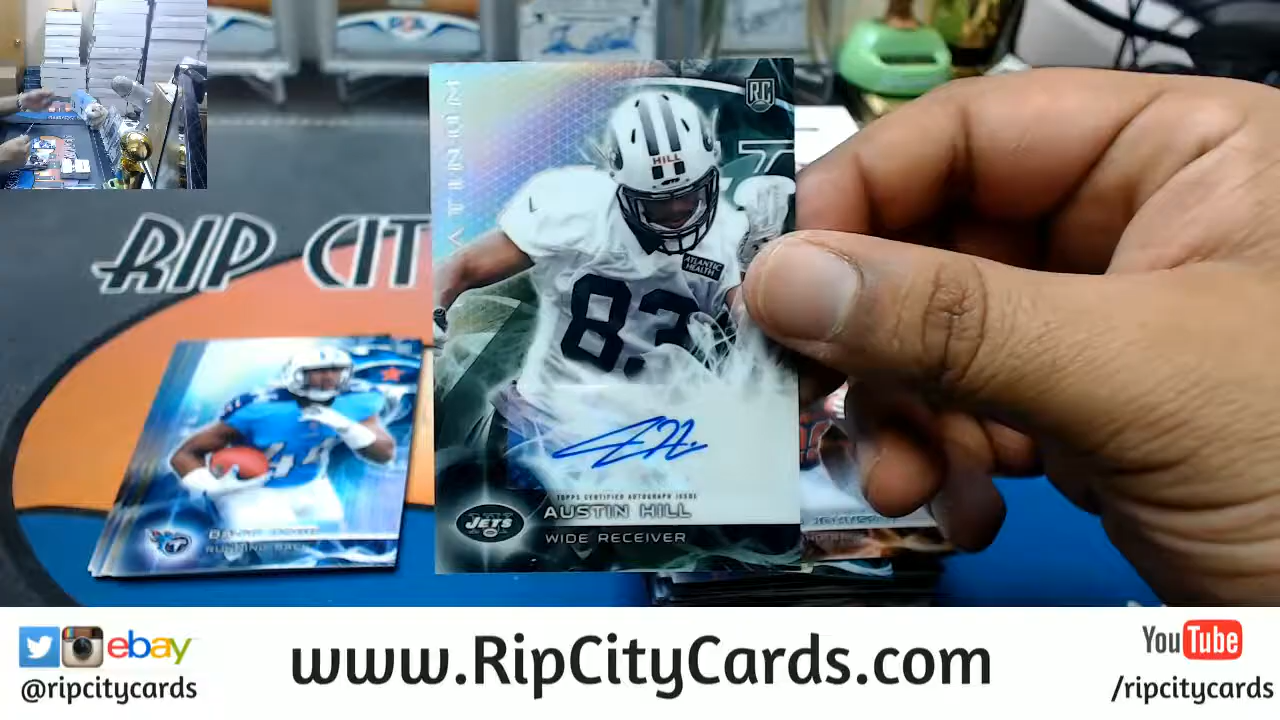 RC
HILL
ATLANTIC
HEALTH
83
RIP CIT
TOPPS CERTIFIED AUTOGRAPH ISSUE
JETS
AUSTIN HILL
WIDE RECEIVER
RUNNING BACK
ebay
www.RipCityCards.com
YouTube
@ripcitycards
/ripcitycards